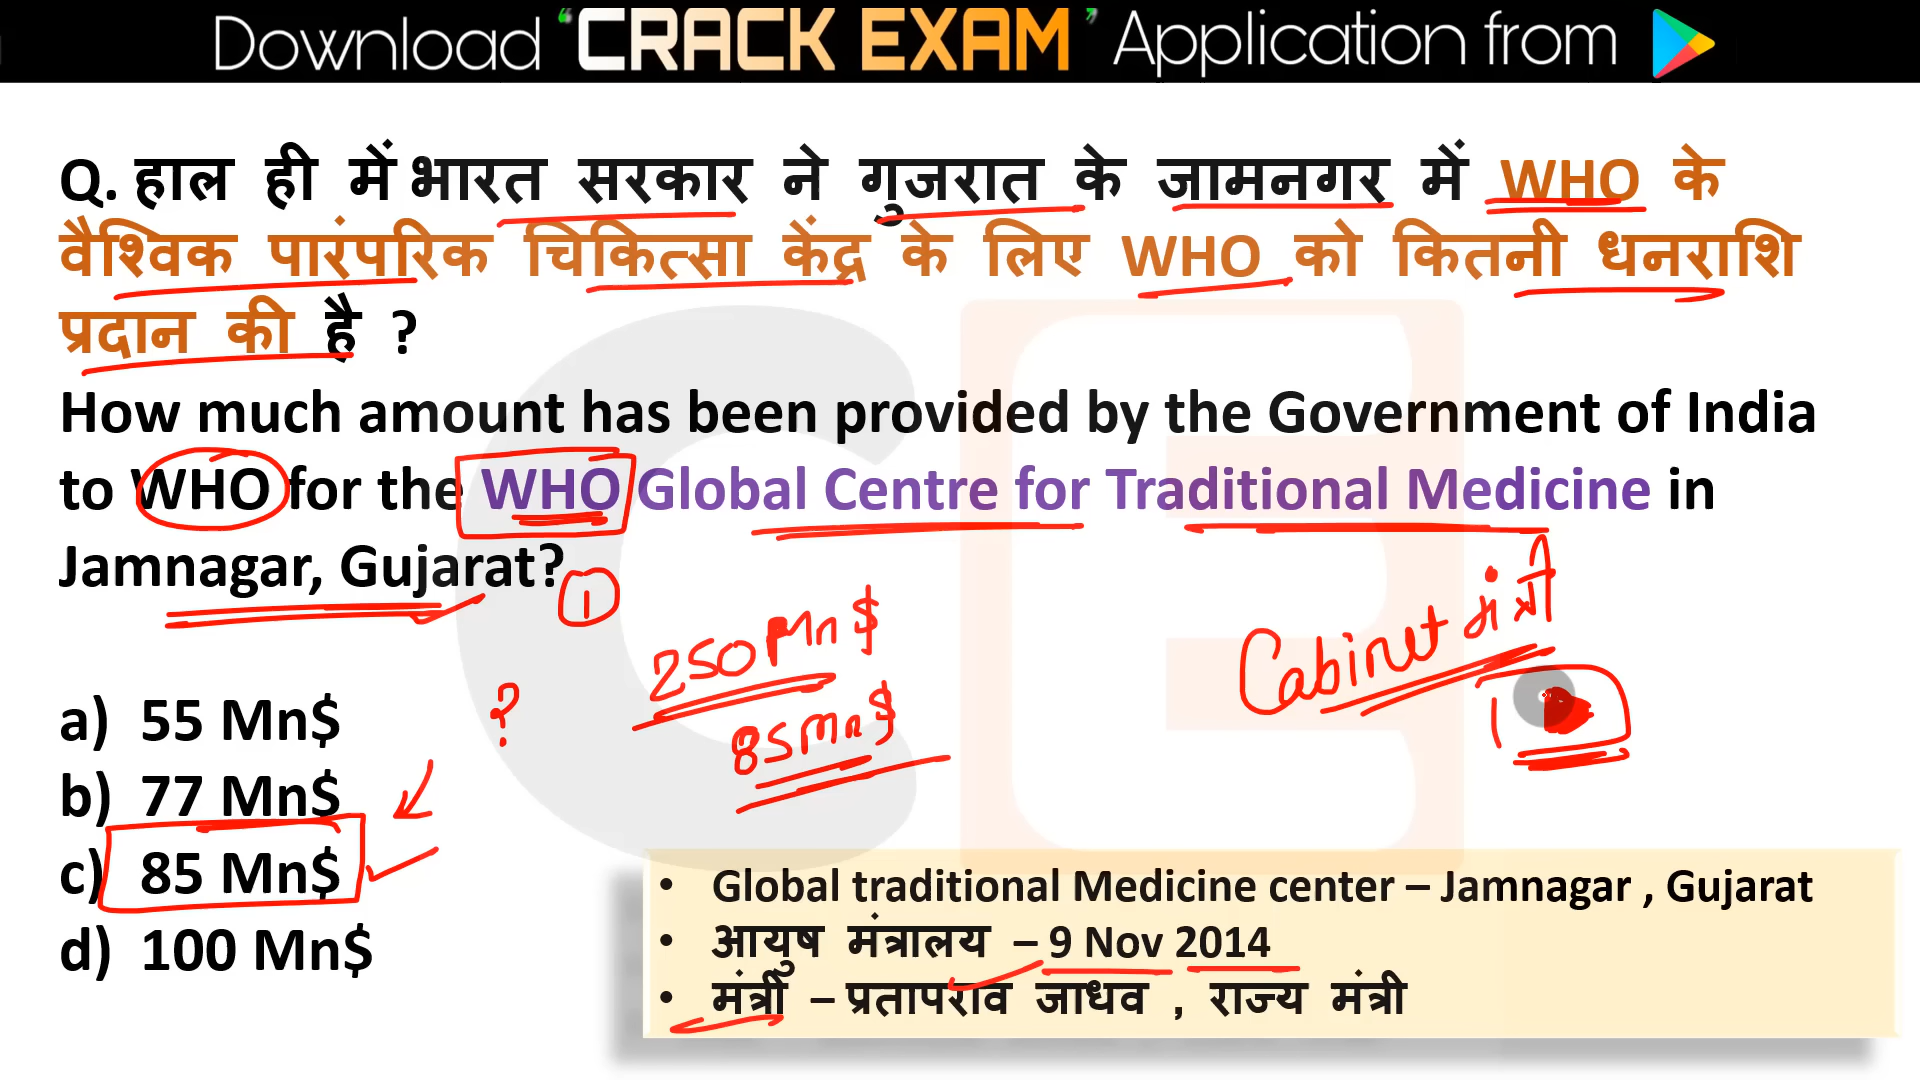 Download “CRACK EXAM” Application from
Q. हाल ही में भारत सरकार ने गुजरात के जामनगर में WHO के
वैश्विक पारंपरिक चिकित्सा केंद्र के लिए WHO को कितनी धनराशि
प्रदान की है ?
How much amount has been provided by the Government of India
to WHO for the WHO Global Centre for Traditional Medicine in
Jamnagar, Gujarat?
1
250 Mn $
85 Mn $
Cabinet मंत्री
?
a) 55 Mn$
b) 77 Mn$
c) 85 Mn$
d) 100 Mn$
• Global traditional Medicine center – Jamnagar , Gujarat
• आयुष मंत्रालय – 9 Nov 2014
• मंत्री – प्रतापराव जाधव , राज्य मंत्री
CE